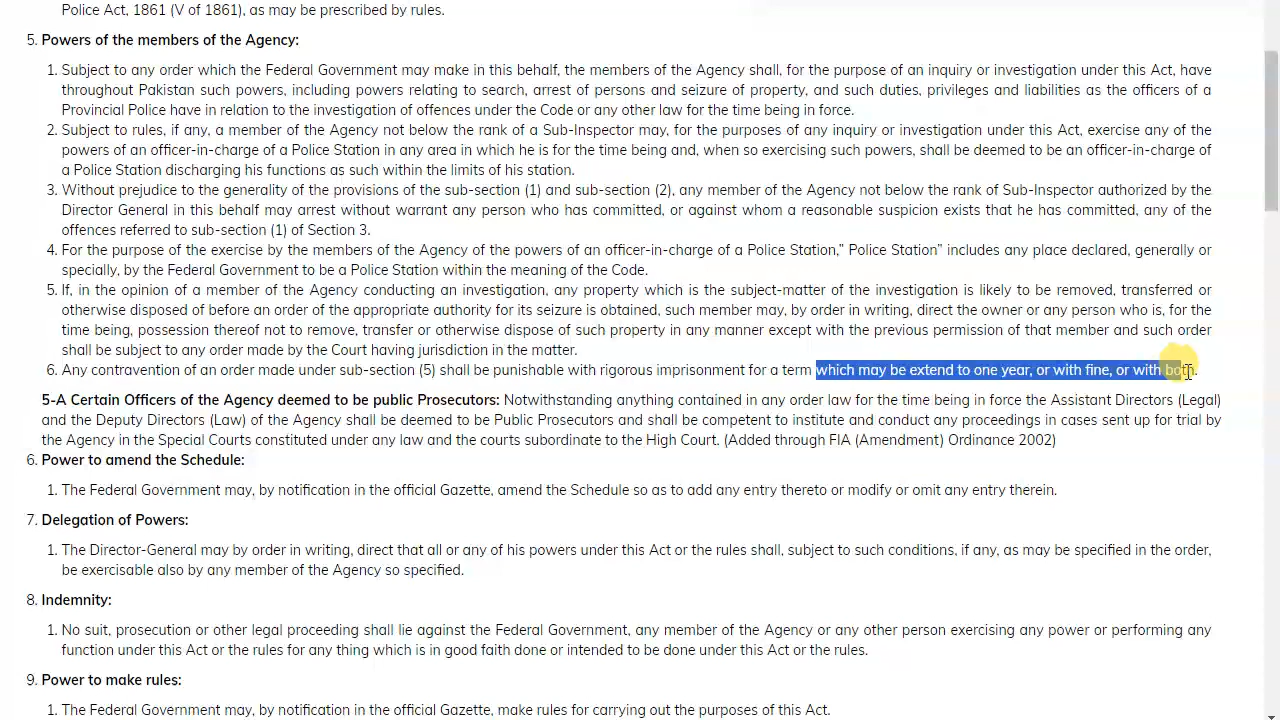 Police Act, 1861 (V of 1861), as may be prescribed by rules.
5. Powers of the members of the Agency:
1. Subject to any order which the Federal Government may make in this behalf, the members of the Agency shall, for the purpose of an inquiry or investigation under this Act, have
throughout Pakistan such powers, including powers relating to search, arrest of persons and seizure of property, and such duties, privileges and liabilities as the officers of a
Provincial Police have in relation to the investigation of offences under the Code or any other law for the time being in force.
2. Subject to rules, if any, a member of the Agency not below the rank of a Sub-Inspector may, for the purposes of any inquiry or investigation under this Act, exercise any of the
powers of an officer-in-charge of a Police Station in any area in which he is for the time being and, when so exercising such powers, shall be deemed to be an officer-in-charge of
a Police Station discharging his functions as such within the limits of his station.
3. Without prejudice to the generality of the provisions of the sub-section (1) and sub-section (2), any member of the Agency not below the rank of Sub-Inspector authorized by the
Director General in this behalf may arrest without warrant any person who has committed, or against whom a reasonable suspicion exists that he has committed, any of the
offences referred to sub-section (1) of Section 3.
4. For the purpose of the exercise by the members of the Agency of the powers of an officer-in-charge of a Police Station,” Police Station” includes any place declared, generally or
specially, by the Federal Government to be a Police Station within the meaning of the Code.
5. If, in the opinion of a member of the Agency conducting an investigation, any property which is the subject-matter of the investigation is likely to be removed, transferred or
otherwise disposed of before an order of the appropriate authority for its seizure is obtained, such member may, by order in writing, direct the owner or any person who is, for the
time being, possession thereof not to remove, transfer or otherwise dispose of such property in any manner except with the previous permission of that member and such order
shall be subject to any order made by the Court having jurisdiction in the matter.
6. Any contravention of an order made under sub-section (5) shall be punishable with rigorous imprisonment for a term which may be extend to one year, or with fine, or with both.
5-A Certain Officers of the Agency deemed to be public Prosecutors: Notwithstanding anything contained in any order law for the time being in force the Assistant Directors (Legal)
and the Deputy Directors (Law) of the Agency shall be deemed to be Public Prosecutors and shall be competent to institute and conduct any proceedings in cases sent up for trial by
the Agency in the Special Courts constituted under any law and the courts subordinate to the High Court. (Added through FIA (Amendment) Ordinance 2002)
6. Power to amend the Schedule:
1. The Federal Government may, by notification in the official Gazette, amend the Schedule so as to add any entry thereto or modify or omit any entry therein.
7. Delegation of Powers:
1. The Director-General may by order in writing, direct that all or any of his powers under this Act or the rules shall, subject to such conditions, if any, as may be specified in the order,
be exercisable also by any member of the Agency so specified.
8. Indemnity:
1. No suit, prosecution or other legal proceeding shall lie against the Federal Government, any member of the Agency or any other person exercising any power or performing any
function under this Act or the rules for any thing which is in good faith done or intended to be done under this Act or the rules.
9. Power to make rules:
1. The Federal Government may, by notification in the official Gazette, make rules for carrying out the purposes of this Act.